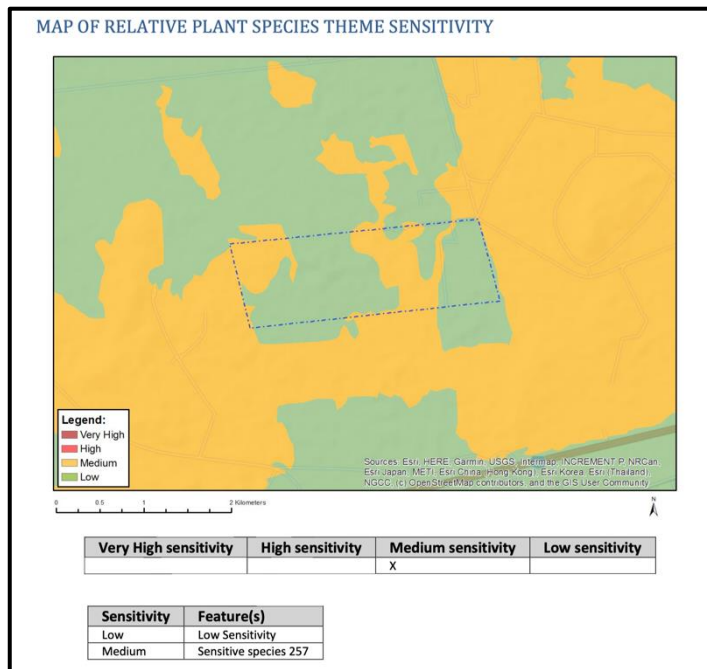 MAP OF RELATIVE PLANT SPECIES THEME SENSITIVITY
Legend:
Very High
High
Medium
Low
Sources: Esri, HERE, Garmin, USGS, Intermap, INCREMENT P, NRCan,
Esri Japan, METI, Esri China (Hong Kong), Esri Korea, Esri (Thailand),
NGCC, (c) OpenStreetMap contributors, and the GIS User Community
0 0.5 1 2 Kilometers
N
Very High sensitivity High sensitivity Medium sensitivity Low sensitivity
X
Sensitivity Feature(s)
Low Low Sensitivity
Medium Sensitive species 257